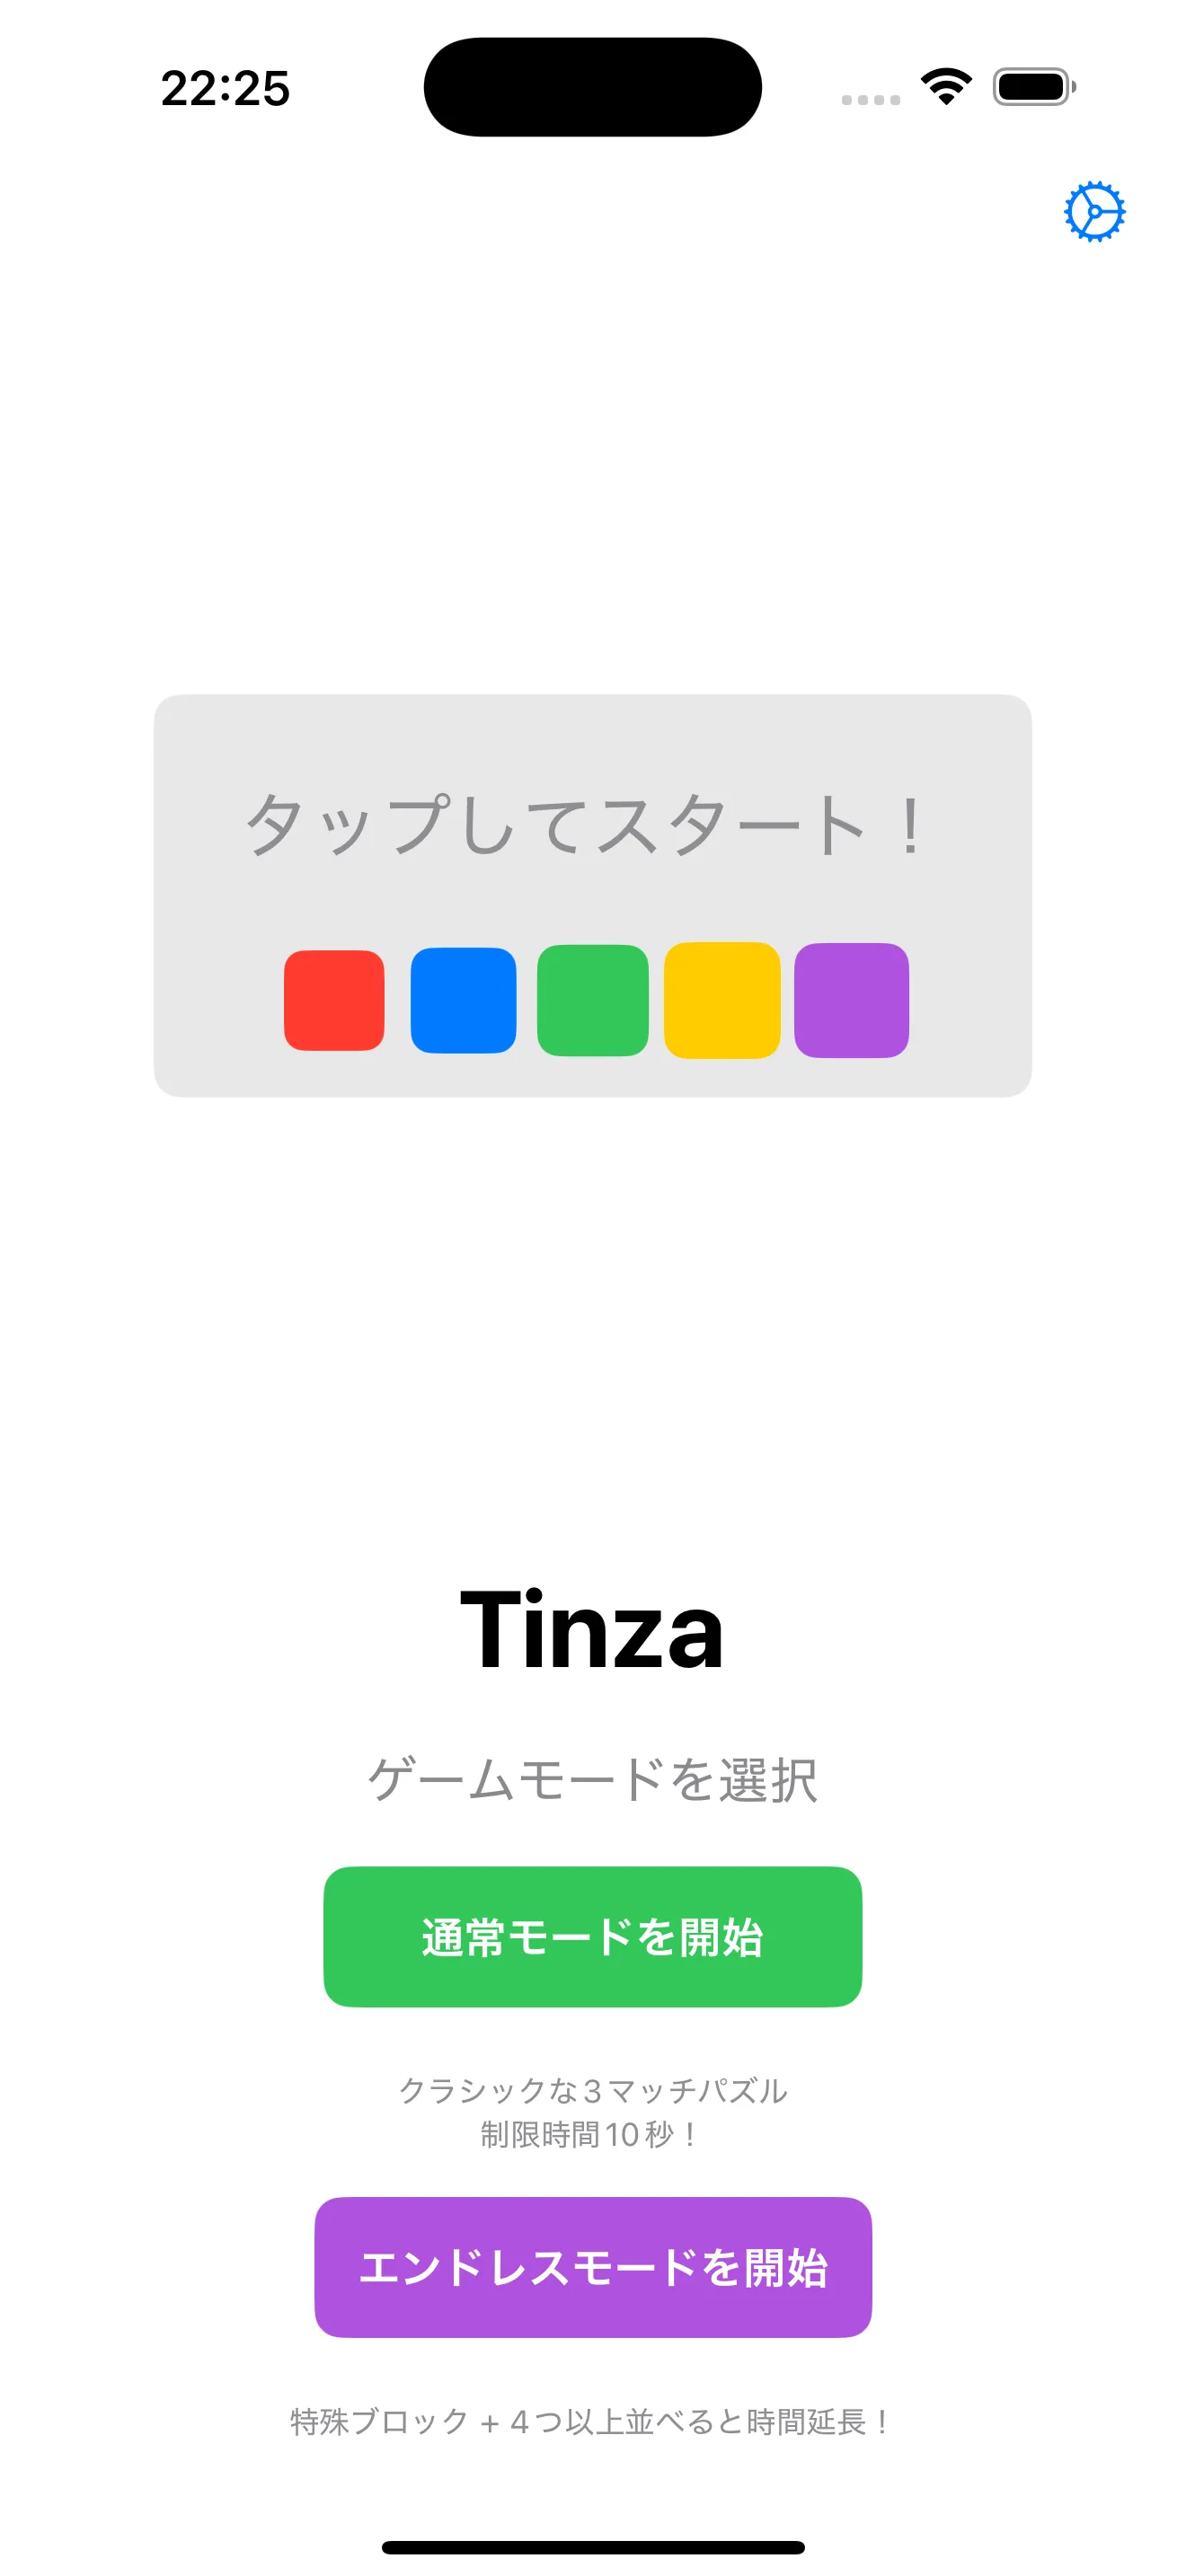 22:25
タップしてスタート！
Tinza
ゲームモードを選択
通常モードを開始
クラシックな3マッチパズル
制限時間10秒！
エンドレスモードを開始
特殊ブロック + 4つ以上並べると時間延長！